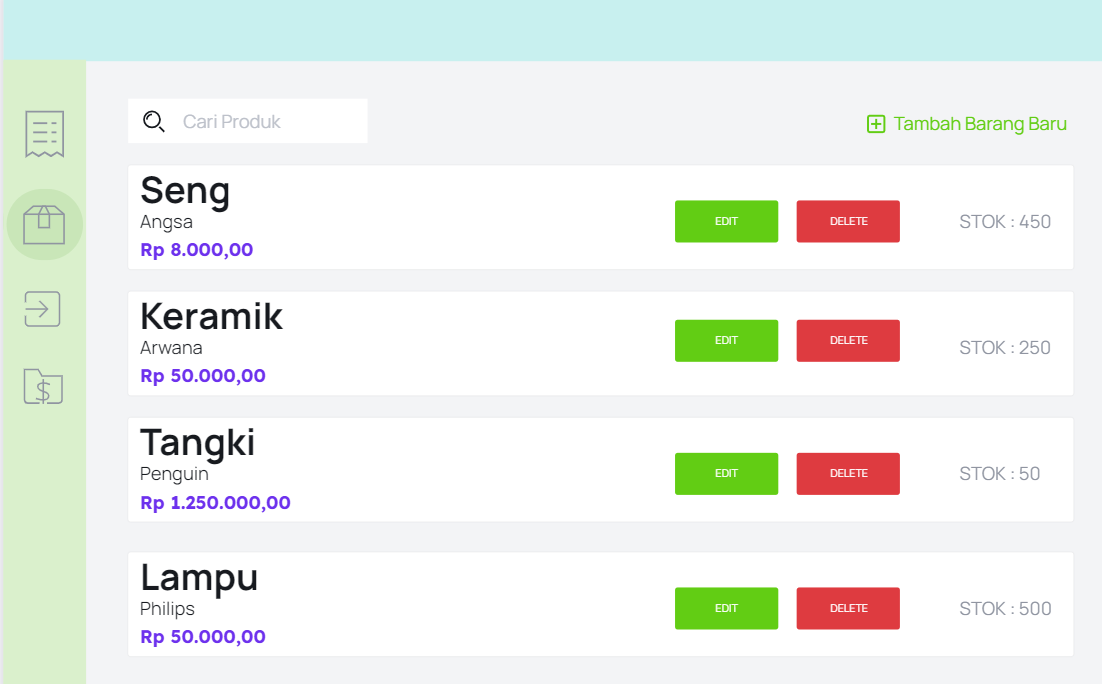 Cari Produk
Tambah Barang Baru
Seng
Angsa
Rp 8.000,00
EDIT
DELETE
STOK : 450
Keramik
Arwana
Rp 50.000,00
EDIT
DELETE
STOK : 250
Tangki
Penguin
Rp 1.250.000,00
EDIT
DELETE
STOK : 50
Lampu
Philips
Rp 50.000,00
EDIT
DELETE
STOK : 500